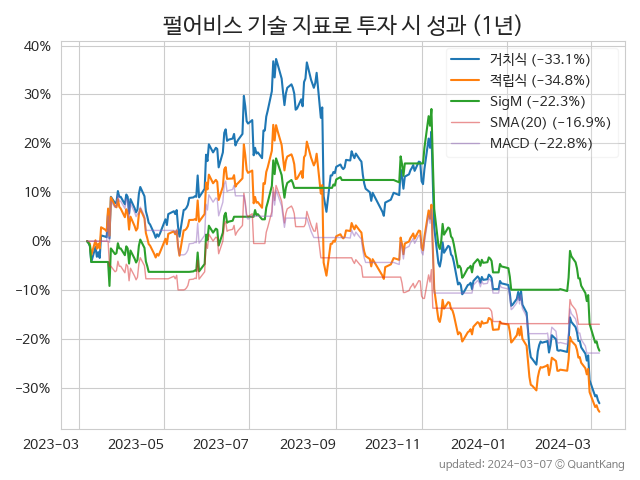 펄어비스 기술 지표로 투자 시 성과 (1년)
40%
30%
20%
10%
0%
−10%
−20%
−30%
거치식 (−33.1%)
적립식 (−34.8%)
SigM (−22.3%)
SMA(20) (−16.9%)
MACD (−22.8%)
2023-03
2023-05
2023-07
2023-09
2023-11
2024-01
2024-03
updated: 2024-03-07 © QuantKang